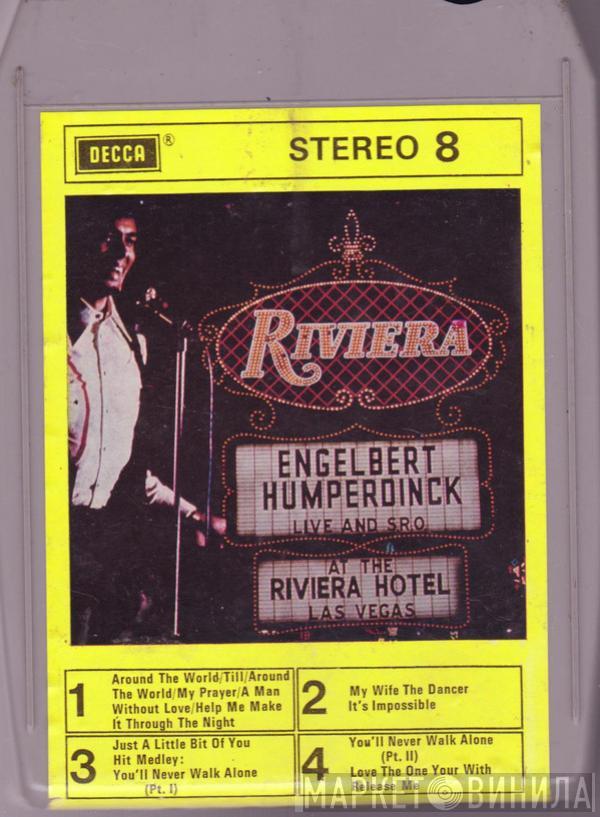 DECCA ®
STEREO 8
RIVIERA
ENGELBERT
HUMPERDINCK
LIVE AND S.R.O.
AT THE
RIVIERA HOTEL
LAS VEGAS
1
Around The World/Till/Around
The World/My Prayer/A Man
Without Love/Help Me Make
It Through The Night
2
My Wife The Dancer
It's Impossible
3
Just A Little Bit Of You
Hit Medley:
You'll Never Walk Alone
(Pt. I)
4
You'll Never Walk Alone
(Pt. II)
Love The One Your With
Release Me
МАРКЕТ ВИНИЛА